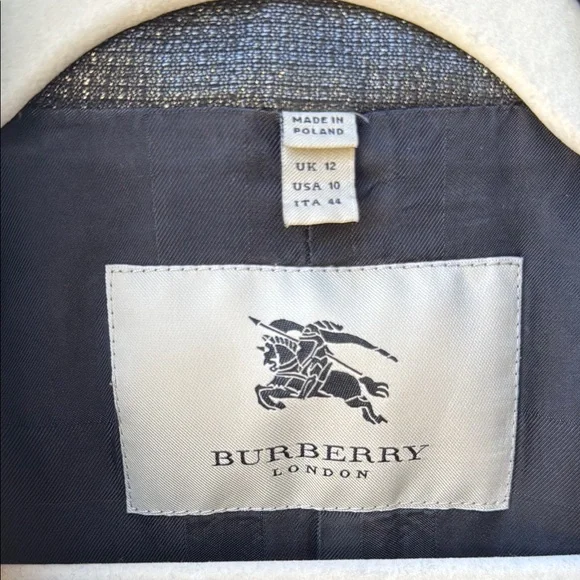 MADE IN
POLAND
UK 12
USA 10
ITA 44
BURBERRY
LONDON